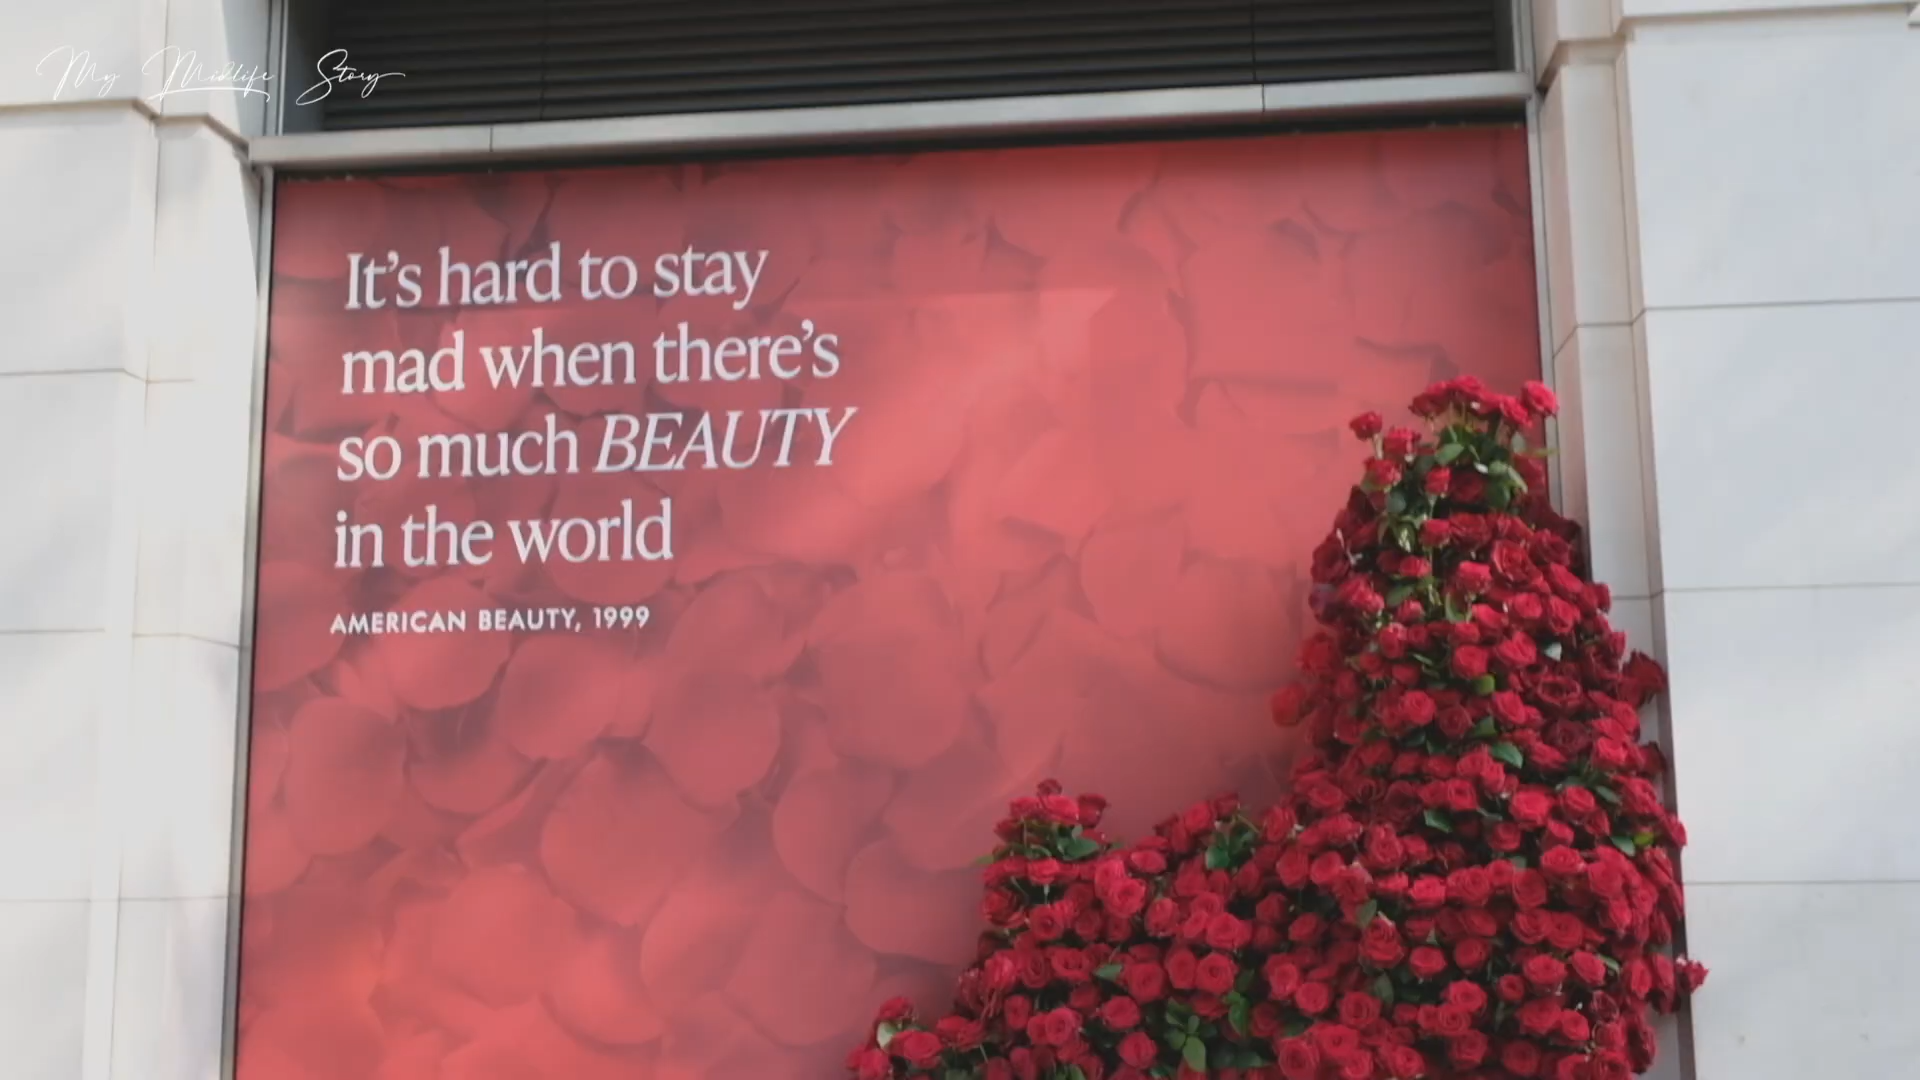 My Midlife Story
It's hard to stay
mad when there's
so much BEAUTY
in the world
AMERICAN BEAUTY, 1999